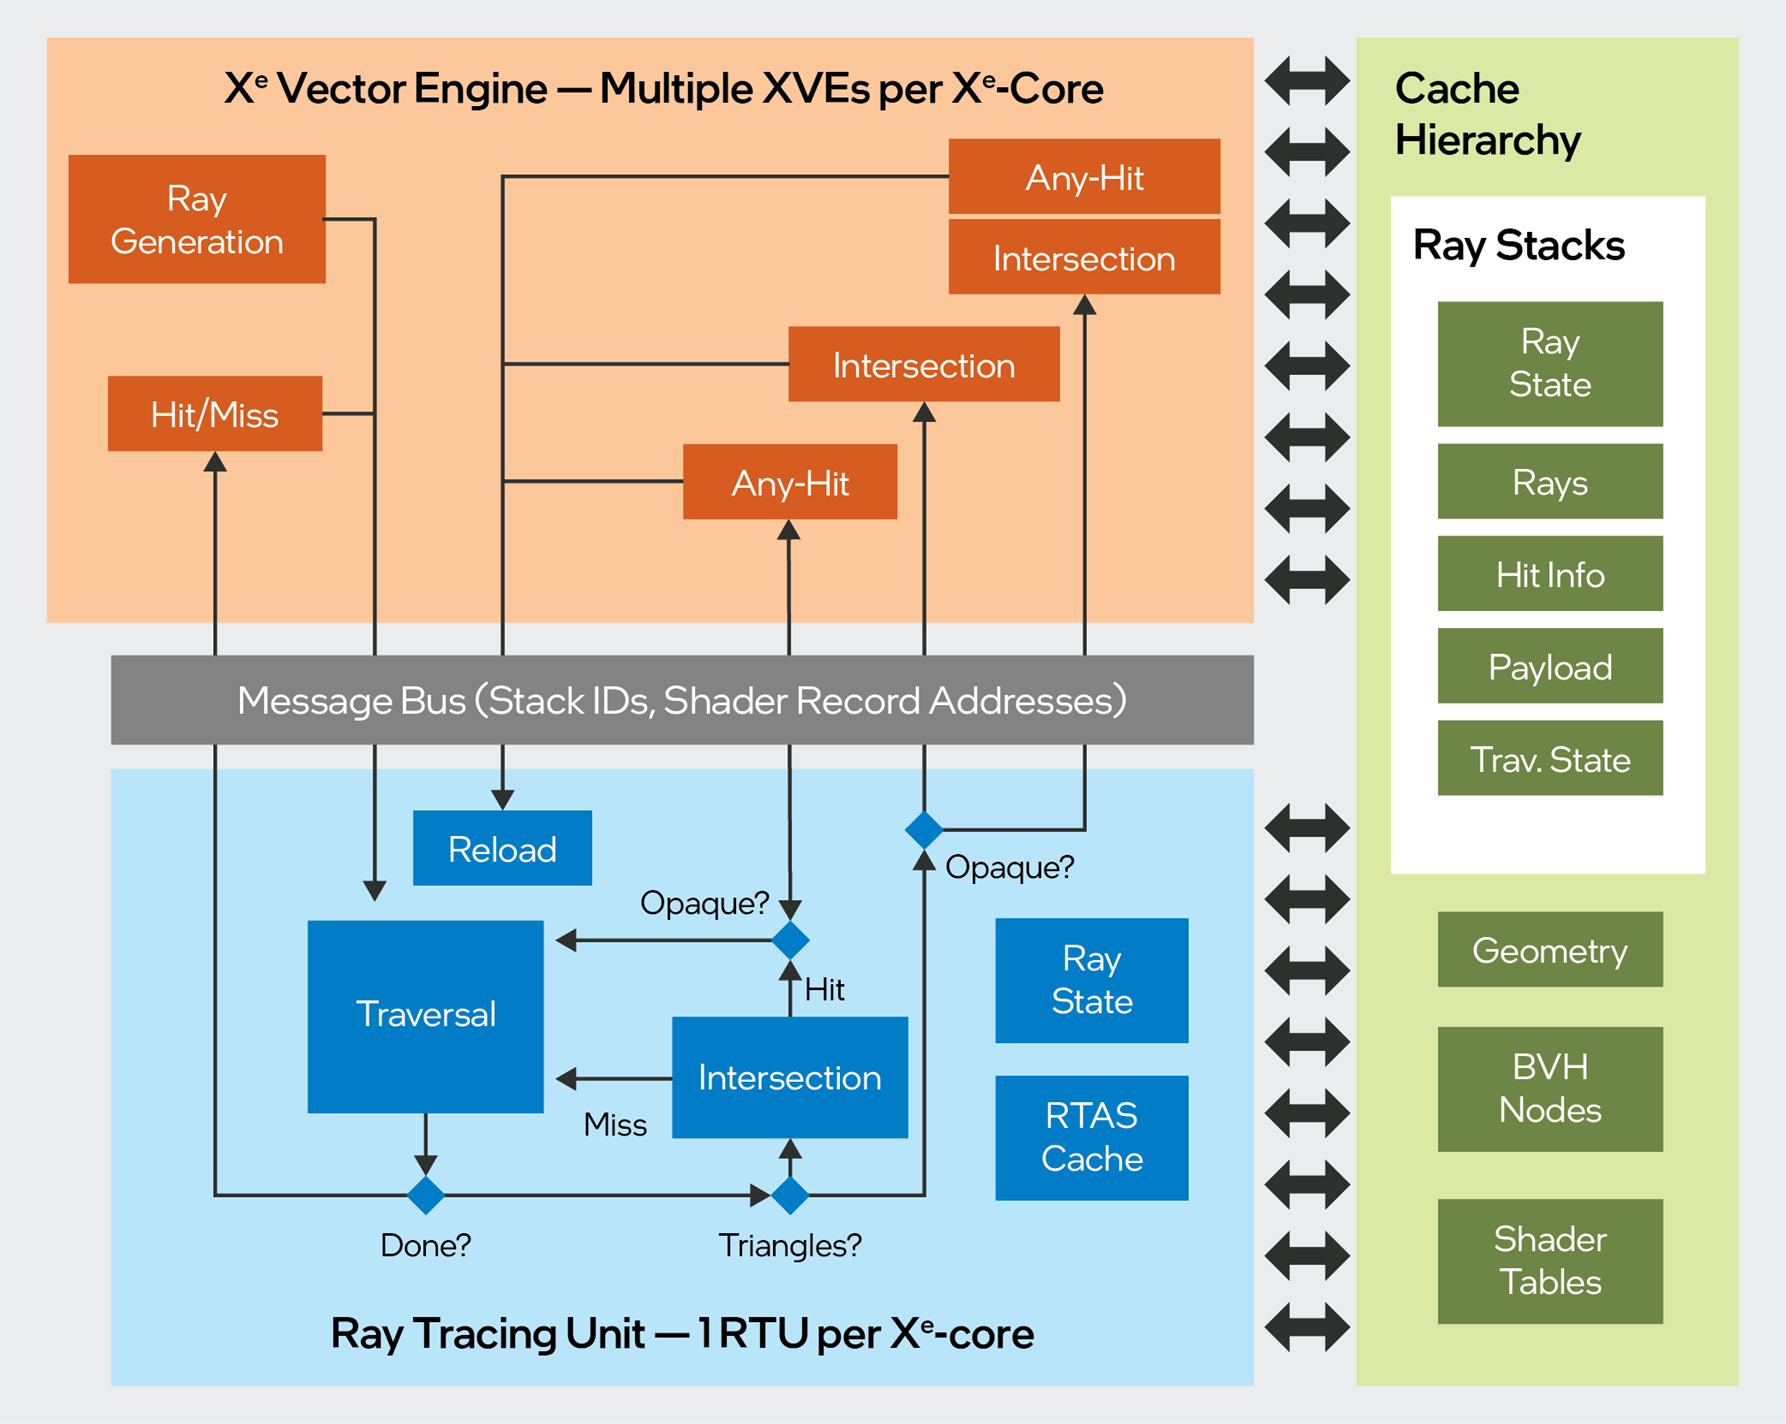 Xᵉ Vector Engine — Multiple XVEs per Xᵉ-Core
Ray
Generation
Hit/Miss
Any-Hit
Intersection
Intersection
Any-Hit
Message Bus (Stack IDs, Shader Record Addresses)
Reload
Opaque?
Opaque?
Traversal
Hit
Intersection
Miss
Done?
Triangles?
Ray
State
RTAS
Cache
Ray Tracing Unit — 1 RTU per Xᵉ-core
Cache
Hierarchy
Ray Stacks
Ray
State
Rays
Hit Info
Payload
Trav. State
Geometry
BVH
Nodes
Shader
Tables